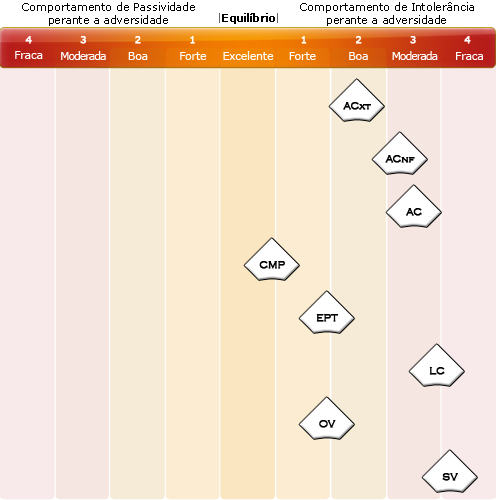 Comportamento de Passividade
perante a adversidade
|Equilíbrio|
Comportamento de Intolerância
perante a adversidade
4 3 2 1 1 2 3 4
Fraca Moderada Boa Forte Excelente Forte Boa Moderada Fraca
ACXT
ACNF
AC
CMP
EPT
LC
OV
SV